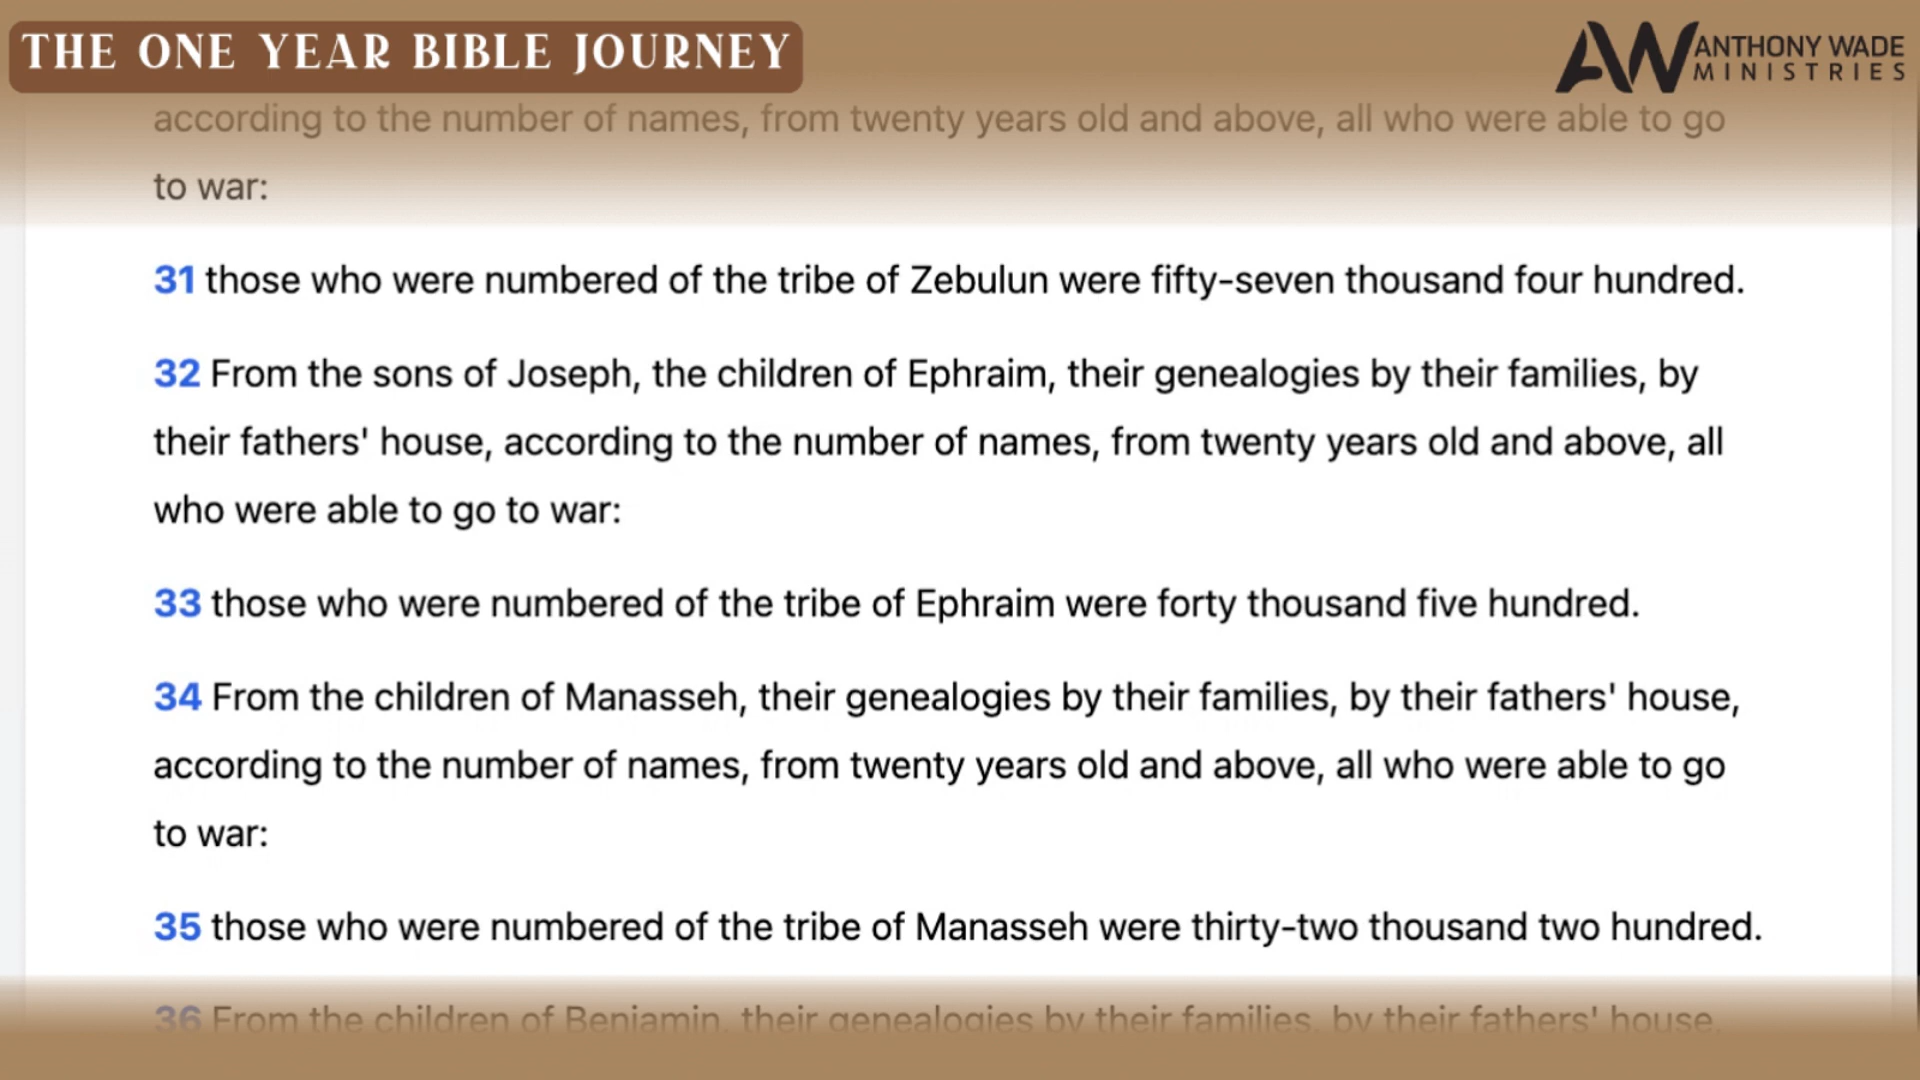 THE ONE YEAR BIBLE JOURNEY
AW ANTHONY WADE
MINISTRIES
according to the number of names, from twenty years old and above, all who were able to go
to war:
31 those who were numbered of the tribe of Zebulun were fifty-seven thousand four hundred.
32 From the sons of Joseph, the children of Ephraim, their genealogies by their families, by
their fathers' house, according to the number of names, from twenty years old and above, all
who were able to go to war:
33 those who were numbered of the tribe of Ephraim were forty thousand five hundred.
34 From the children of Manasseh, their genealogies by their families, by their fathers' house,
according to the number of names, from twenty years old and above, all who were able to go
to war:
35 those who were numbered of the tribe of Manasseh were thirty-two thousand two hundred.
36 From the children of Benjamin, their genealogies by their families, by their fathers' house,